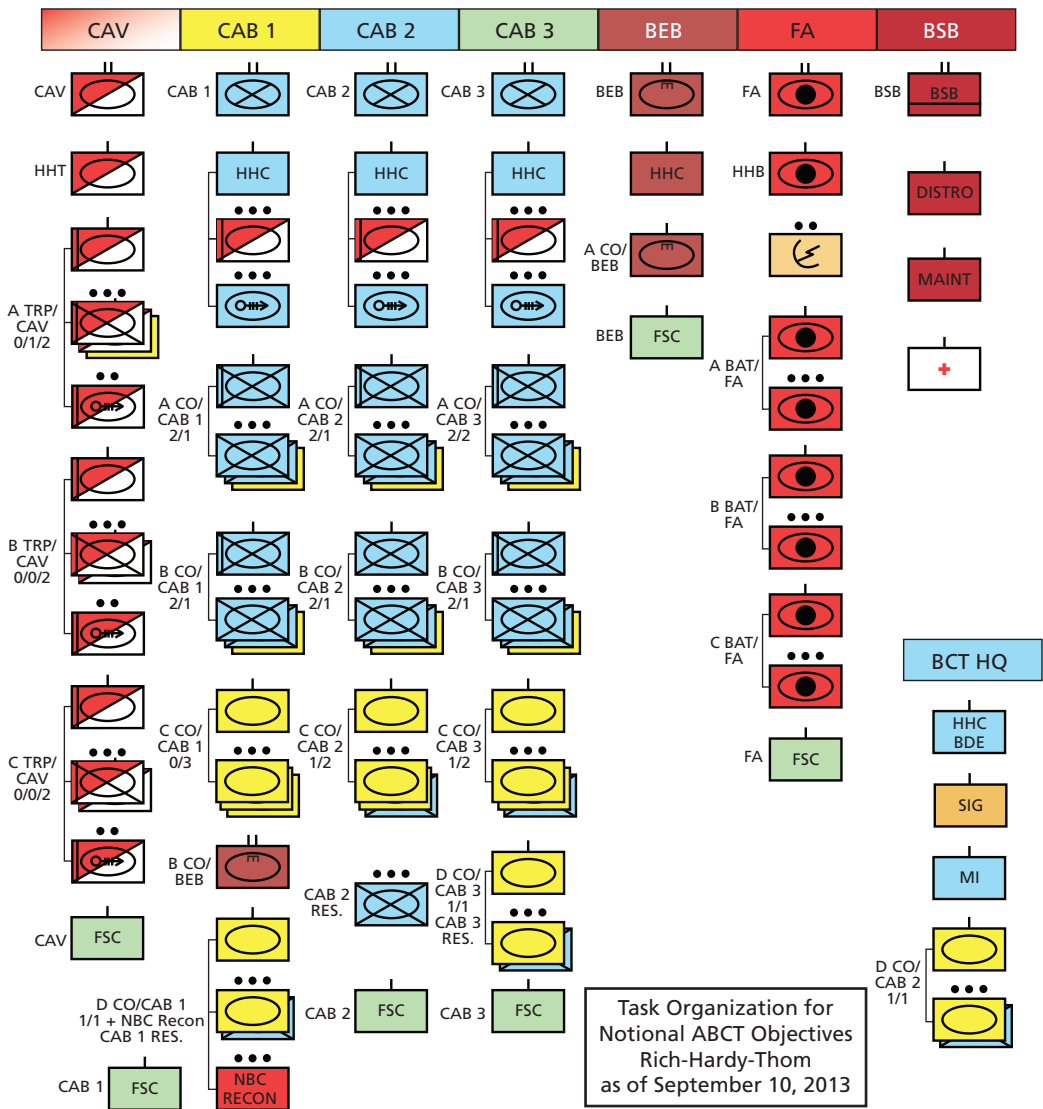 CAV
CAB 1
CAB 2
CAB 3
BEB
FA
BSB
CAV
CAB 1
CAB 2
CAB 3
BEB
E
FA
BSB
BSB
HHT
HHC
HHC
HHC
HHC
HHB
DISTRO
A CO/
BEB
E
MAINT
A TRP/
CAV
0/1/2
BEB
FSC
A BAT/
FA
A CO/
CAB 1
2/1
A CO/
CAB 2
2/1
A CO/
CAB 3
2/2
B BAT/
FA
B TRP/
CAV
0/0/2
B CO/
CAB 1
2/1
B CO/
CAB 2
2/1
B CO/
CAB 3
2/1
C BAT/
FA
BCT HQ
C TRP/
CAV
0/0/2
C CO/
CAB 1
0/3
C CO/
CAB 2
1/2
C CO/
CAB 3
1/2
FA
FSC
HHC
BDE
SIG
B CO/
BEB
E
CAB 2
RES.
D CO/
CAB 3
1/1
CAB 3
RES.
MI
CAV
FSC
D CO/
CAB 2
1/1
D CO/CAB 1
1/1 + NBC Recon
CAB 1 RES.
CAB 2
FSC
CAB 3
FSC
CAB 1
FSC
NBC
RECON
Task Organization for
Notional ABCT Objectives
Rich-Hardy-Thom
as of September 10, 2013